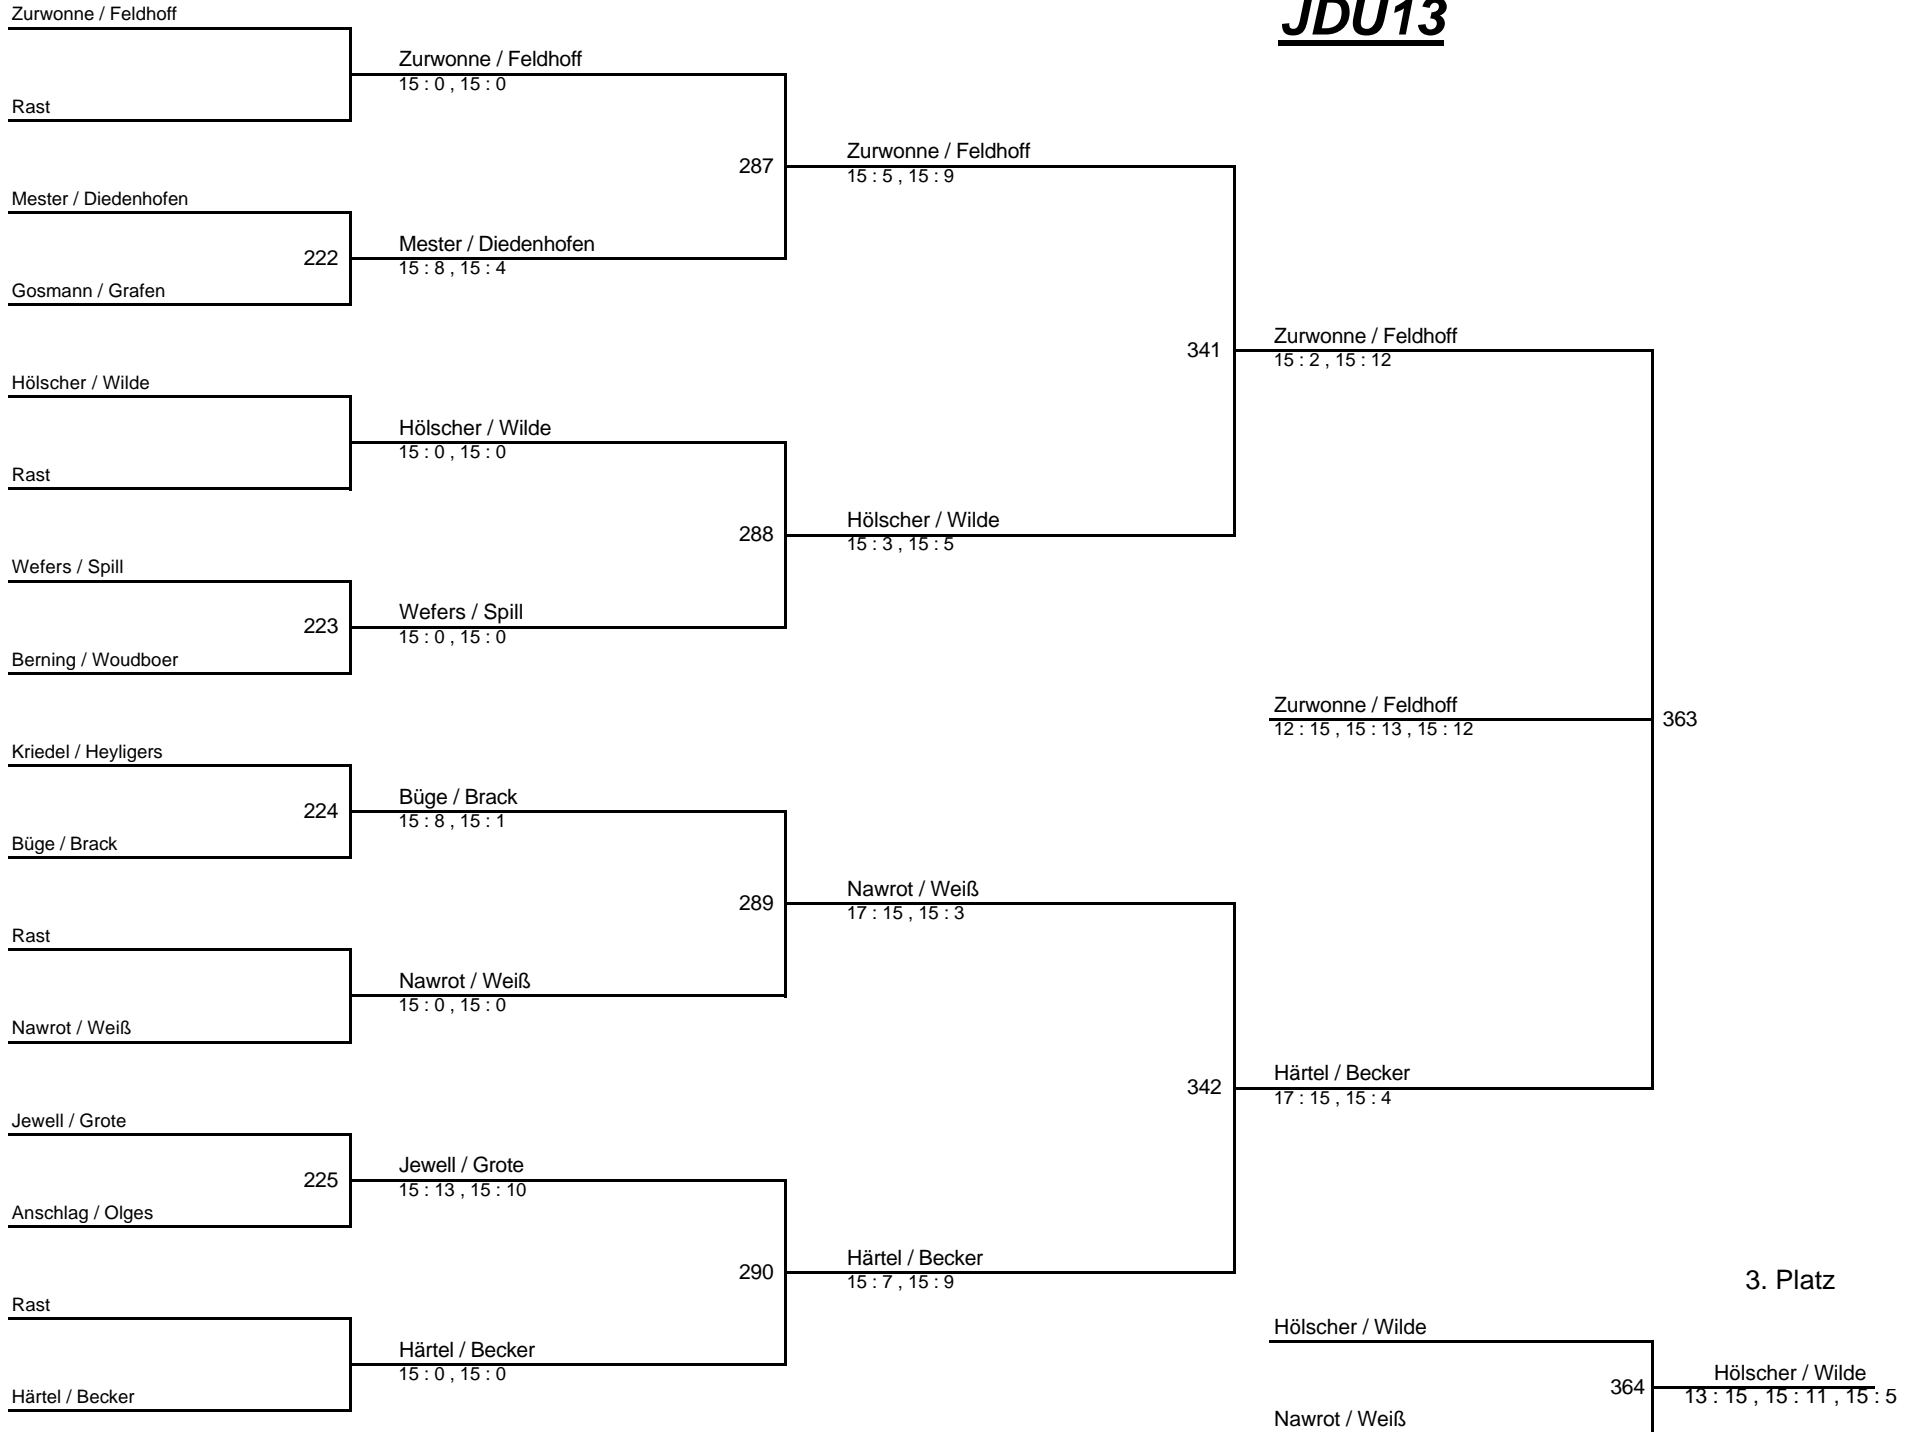 JDU13
Zurwonne / Feldhoff
Rast
Mester / Diedenhofen
222
Gosmann / Grafen
Hölscher / Wilde
Rast
Wefers / Spill
223
Berning / Woudboer
Kriedel / Heyligers
224
Büge / Brack
Rast
Nawrot / Weiß
Jewell / Grote
225
Anschlag / Olges
Rast
Härtel / Becker
Zurwonne / Feldhoff
15 : 0 , 15 : 0
287
Mester / Diedenhofen
15 : 8 , 15 : 4
Hölscher / Wilde
15 : 0 , 15 : 0
288
Wefers / Spill
15 : 0 , 15 : 0
Büge / Brack
15 : 8 , 15 : 1
289
Nawrot / Weiß
15 : 0 , 15 : 0
Jewell / Grote
15 : 13 , 15 : 10
290
Härtel / Becker
15 : 0 , 15 : 0
Zurwonne / Feldhoff
15 : 5 , 15 : 9
341
Hölscher / Wilde
15 : 3 , 15 : 5
Nawrot / Weiß
17 : 15 , 15 : 3
342
Härtel / Becker
15 : 7 , 15 : 9
Zurwonne / Feldhoff
15 : 2 , 15 : 12
Zurwonne / Feldhoff
12 : 15 , 15 : 13 , 15 : 12
363
Härtel / Becker
17 : 15 , 15 : 4
3. Platz
Hölscher / Wilde
364
Nawrot / Weiß
Hölscher / Wilde
13 : 15 , 15 : 11 , 15 : 5